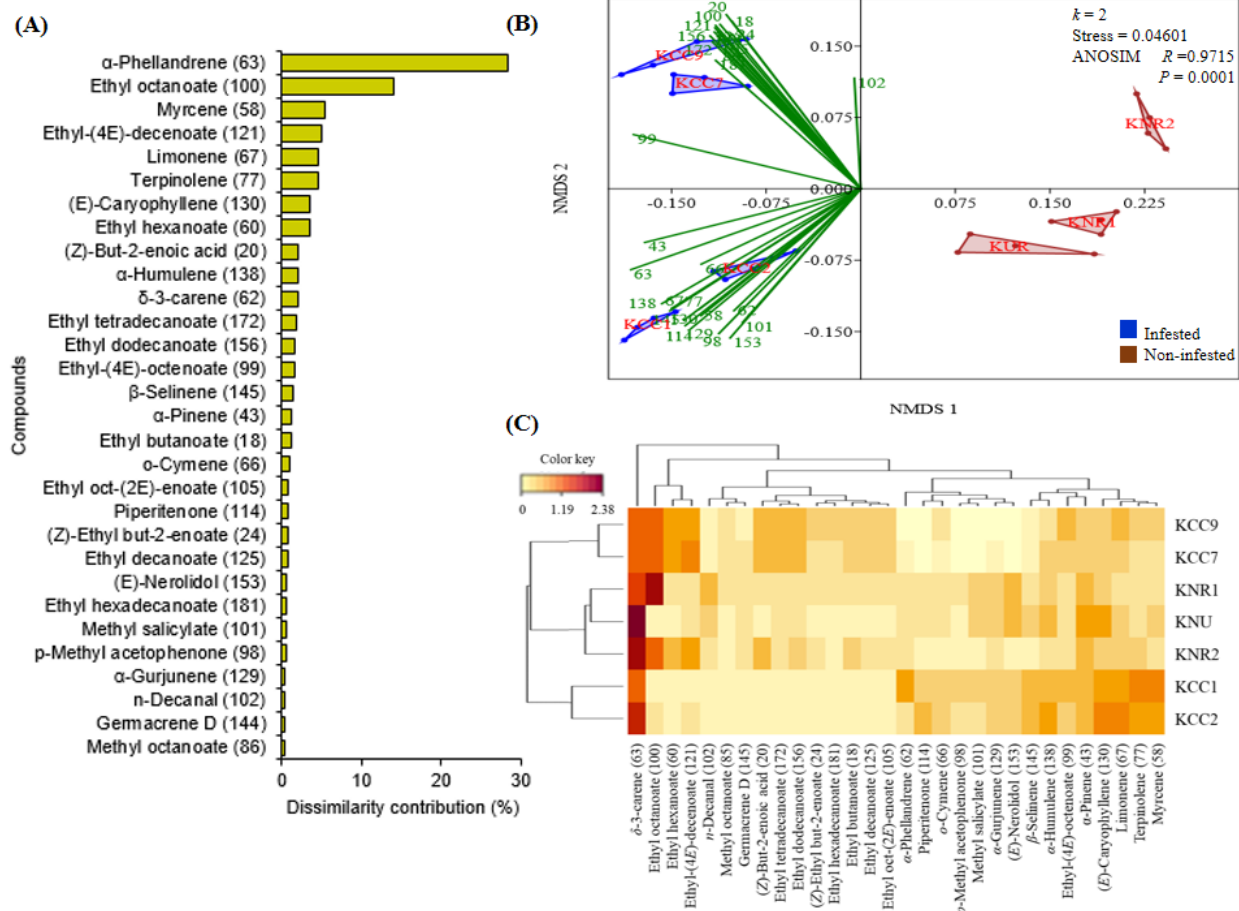 (A)
α-Phellandrene (63)
Ethyl octanoate (100)
Myrcene (58)
Ethyl-(4E)-decenoate (121)
Limonene (67)
Terpinolene (77)
(E)-Caryophyllene (130)
Ethyl hexanoate (60)
(Z)-But-2-enoic acid (20)
α-Humulene (138)
δ-3-carene (62)
Ethyl tetradecanoate (172)
Ethyl dodecanoate (156)
Ethyl-(4E)-octenoate (99)
β-Selinene (145)
α-Pinene (43)
Ethyl butanoate (18)
o-Cymene (66)
Ethyl oct-(2E)-enoate (105)
Piperitenone (114)
(Z)-Ethyl but-2-enoate (24)
Ethyl decanoate (125)
(E)-Nerolidol (153)
Ethyl hexadecanoate (181)
Methyl salicylate (101)
p-Methyl acetophenone (98)
α-Gurjunene (129)
n-Decanal (102)
Germacrene D (144)
Methyl octanoate (86)
Compounds
0 10 20 30
Dissimilarity contribution (%)
(B)
k = 2
Stress = 0.04601
ANOSIM R =0.9715
P = 0.0001
20
100
18
121
156
KCC9
KCC7
102
99
43
63
KCC2
138
KCC1
62
114
129
98
101
153
KNR2
KNR1
KUR
0.150
0.075
0.000
-0.075
-0.150
-0.150 -0.075 0.075 0.150 0.225
NMDS 2
NMDS 1
Infested
Non-infested
(C)
Color key
0 1.19 2.38
KCC9
KCC7
KNR1
KNU
KNR2
KCC1
KCC2
δ-3-carene (63)
Ethyl octanoate (100)
Ethyl hexanoate (60)
Ethyl-(4E)-decenoate (121)
n-Decanal (102)
Methyl octanoate (85)
Germacrene D (145)
(Z)-But-2-enoic acid (20)
Ethyl tetradecanoate (172)
Ethyl dodecanoate (156)
(Z)-Ethyl but-2-enoate (24)
Ethyl hexadecanoate (181)
Ethyl butanoate (18)
Ethyl decanoate (125)
Ethyl oct-(2E)-enoate (105)
α-Phellandrene (62)
Piperitenone (114)
o-Cymene (66)
p-Methyl acetophenone (98)
Methyl salicylate (101)
α-Gurjunene (129)
(E)-Nerolidol (153)
β-Selinene (145)
α-Humulene (138)
Ethyl-(4E)-octenoate (99)
α-Pinene (43)
(E)-Caryophyllene (130)
Limonene (67)
Terpinolene (77)
Myrcene (58)